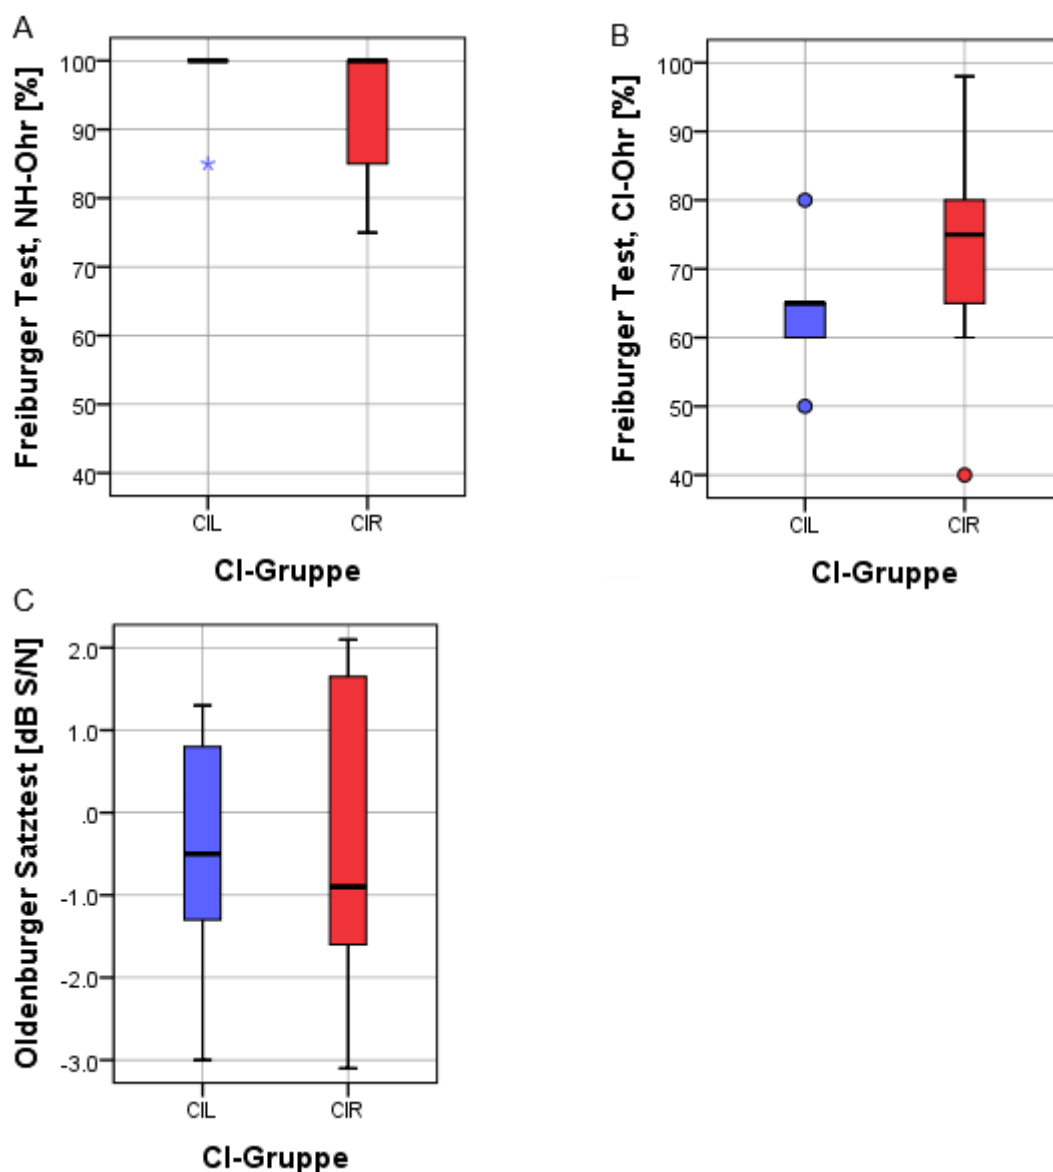 A
Freiburger Test, NH-Ohr [%]
100
90
80
70
60
50
40
CIL CIR
CI-Gruppe
B
Freiburger Test, CI-Ohr [%]
100
90
80
70
60
50
40
CIL CIR
CI-Gruppe
C
Oldenburger Satztest [dB S/N]
2.0
1.0
.0
-1.0
-2.0
-3.0
CIL CIR
CI-Gruppe